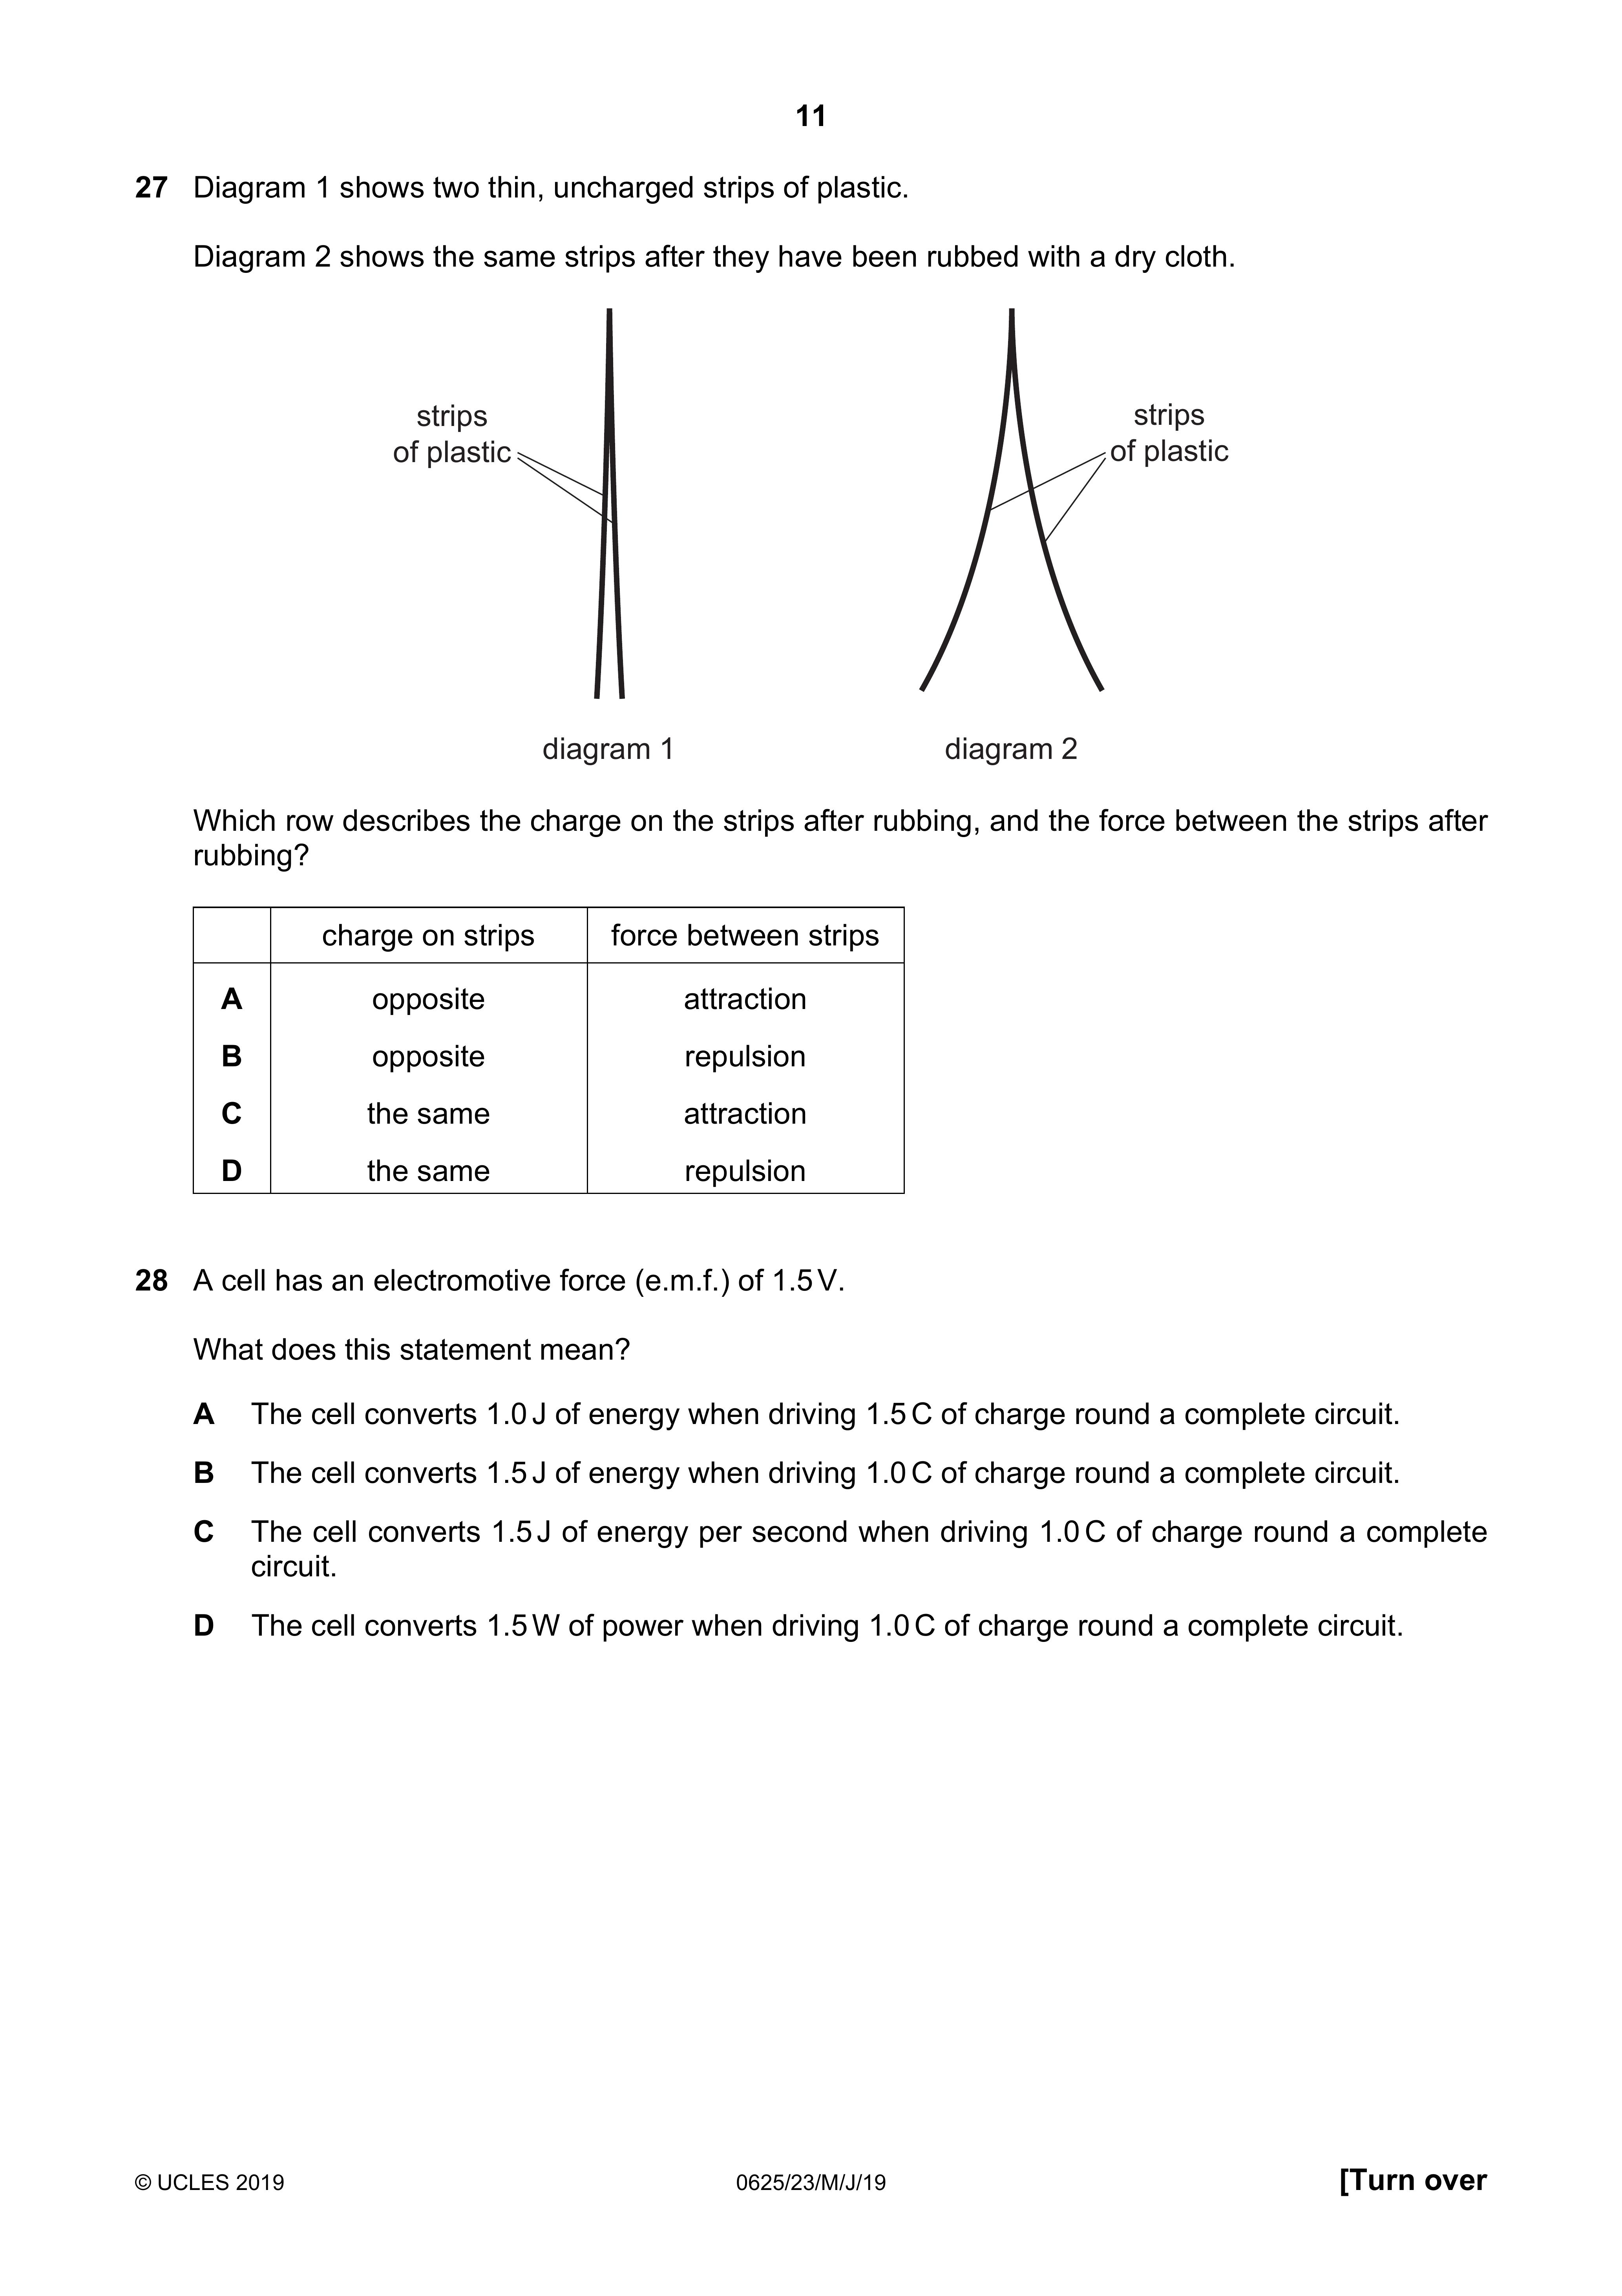 11
27 Diagram 1 shows two thin, uncharged strips of plastic.
Diagram 2 shows the same strips after they have been rubbed with a dry cloth.
strips
of plastic
strips
of plastic
diagram 1
diagram 2
Which row describes the charge on the strips after rubbing, and the force between the strips after
rubbing?
charge on strips force between strips
A opposite attraction
B opposite repulsion
C the same attraction
D the same repulsion
28 A cell has an electromotive force (e.m.f.) of 1.5 V.
What does this statement mean?
A The cell converts 1.0 J of energy when driving 1.5 C of charge round a complete circuit.
B The cell converts 1.5 J of energy when driving 1.0 C of charge round a complete circuit.
C The cell converts 1.5 J of energy per second when driving 1.0 C of charge round a complete
circuit.
D The cell converts 1.5 W of power when driving 1.0 C of charge round a complete circuit.
© UCLES 2019 0625/23/M/J/19 [Turn over